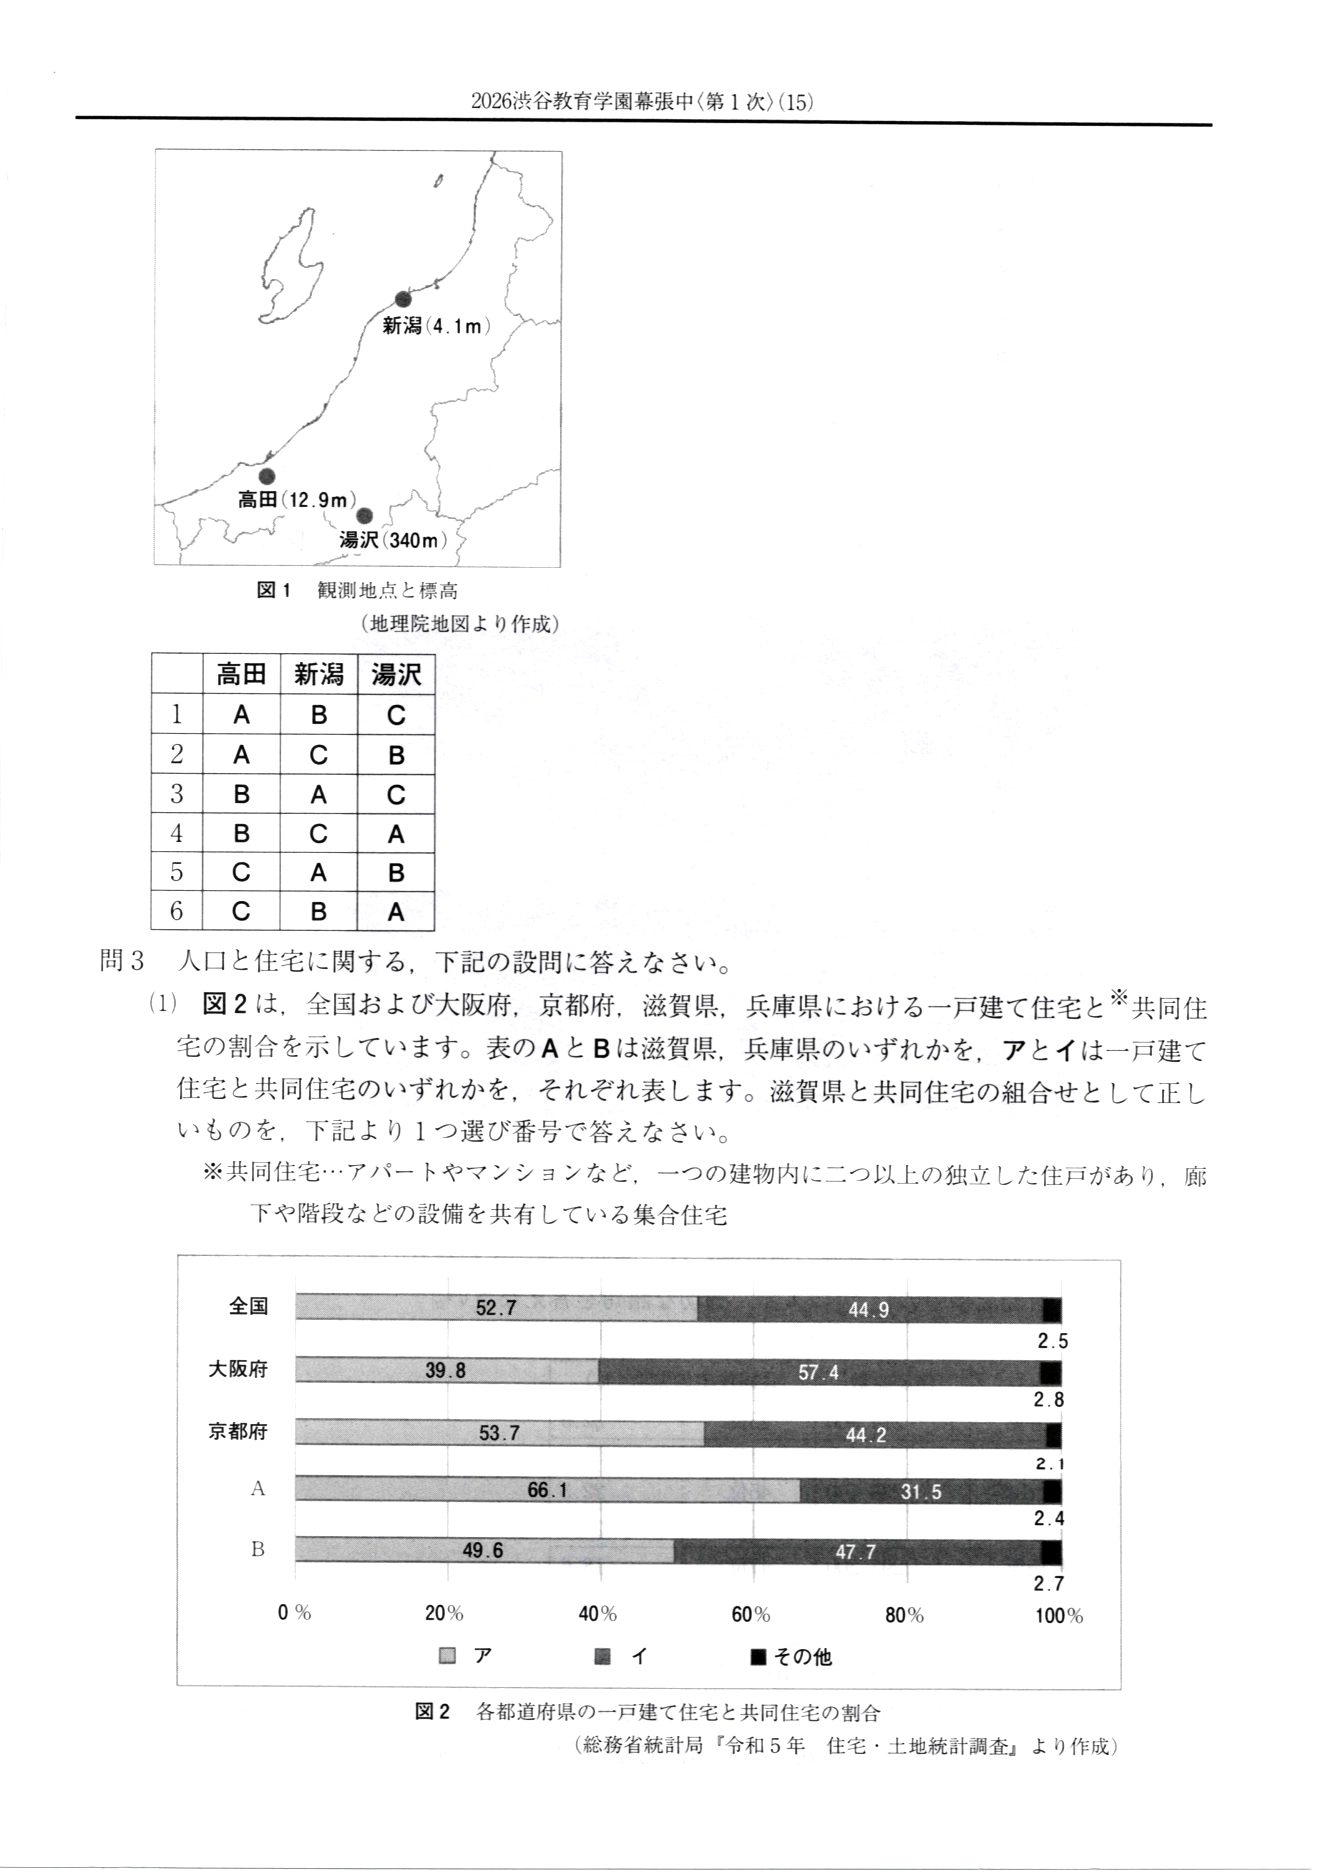 2026渋谷教育学園幕張中〈第1次〉(15)
新潟(4.1m)
高田(12.9m)
湯沢(340m)
図1 観測地点と標高
(地理院地図より作成)
高田 新潟 湯沢
1 A B C
2 A C B
3 B A C
4 B C A
5 C A B
6 C B A
問3 人口と住宅に関する，下記の設問に答えなさい。
(1) 図2は，全国および大阪府，京都府，滋賀県，兵庫県における一戸建て住宅と※共同住
宅の割合を示しています。表のAとBは滋賀県，兵庫県のいずれかを，アとイは一戸建て
住宅と共同住宅のいずれかを，それぞれ表します。滋賀県と共同住宅の組合せとして正し
いものを，下記より1つ選び番号で答えなさい。
※共同住宅…アパートやマンションなど，一つの建物内に二つ以上の独立した住戸があり，廊
下や階段などの設備を共有している集合住宅
全国 52.7 44.9
2.5
大阪府 39.8 57.4
2.8
京都府 53.7 44.2
2.1
A 66.1 31.5
2.4
B 49.6 47.7
2.7
0% 20% 40% 60% 80% 100%
ア イ その他
図2 各都道府県の一戸建て住宅と共同住宅の割合
(総務省統計局『令和5年 住宅・土地統計調査』より作成)